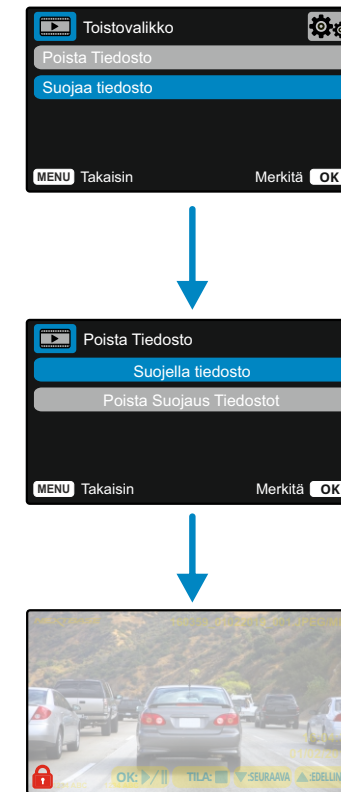 Toistovalikko
Poista Tiedosto
Suojaa tiedosto
MENU Takaisin Merkitä OK
Poista Tiedosto
Suojella tiedosto
Poista Suojaus Tiedostot
MENU Takaisin Merkitä OK
OK: TILA: :SEURAAVA